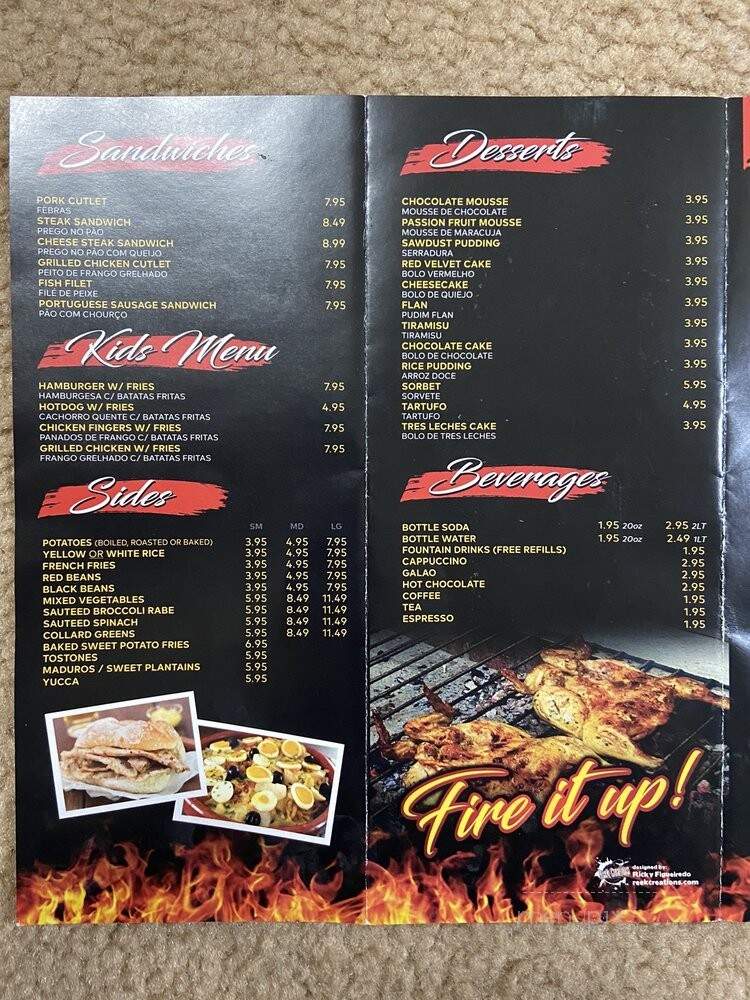 Sandwiches
PORK CUTLET 7.95
FEBRAS
STEAK SANDWICH 8.49
PREGO NO PÃO
CHEESE STEAK SANDWICH 8.99
PREGO NO PÃO COM QUEIJO
GRILLED CHICKEN CUTLET 7.95
PEITO DE FRANGO GRELHADO
FISH FILET 7.95
FILÉ DE PEIXE
PORTUGUESE SAUSAGE SANDWICH 7.95
PÃO COM CHOURÇO
Kids Menu
HAMBURGER W/ FRIES 7.95
HAMBURGESA C/ BATATAS FRITAS
HOTDOG W/ FRIES 4.95
CACHORRO QUENTE C/ BATATAS FRITAS
CHICKEN FINGERS W/ FRIES 7.95
PANADOS DE FRANGO C/ BATATAS FRITAS
GRILLED CHICKEN W/ FRIES 7.95
FRANGO GRELHADO C/ BATATAS FRITAS
Sides
SM MD LG
POTATOES (BOILED, ROASTED OR BAKED) 3.95 4.95 7.95
YELLOW OR WHITE RICE 3.95 4.95 7.95
FRENCH FRIES 3.95 4.95 7.95
RED BEANS 3.95 4.95 7.95
BLACK BEANS 3.95 4.95 7.95
MIXED VEGETABLES 5.95 8.49 11.49
SAUTEED BROCCOLI RABE 5.95 8.49 11.49
SAUTEED SPINACH 5.95 8.49 11.49
COLLARD GREENS 5.95 8.49 11.49
BAKED SWEET POTATO FRIES 6.95
TOSTONES 5.95
MADUROS / SWEET PLANTAINS 5.95
YUCCA 5.95
Desserts
CHOCOLATE MOUSSE 3.95
MOUSSE DE CHOCOLATE
PASSION FRUIT MOUSSE 3.95
MOUSSE DE MARACUJA
SAWDUST PUDDING 3.95
SERRADURA
RED VELVET CAKE 3.95
BOLO VERMELHO
CHEESECAKE 3.95
BOLO DE QUIEJO
FLAN 3.95
PUDIM FLAN
TIRAMISU 3.95
TIRAMISU
CHOCOLATE CAKE 3.95
BOLO DE CHOCOLATE
RICE PUDDING 3.95
ARROZ DOCE
SORBET 5.95
SORVETE
TARTUFO 4.95
TARTUFO
TRES LECHES CAKE 3.95
BOLO DE TRES LECHES
Beverages
BOTTLE SODA 1.95 20oz 2.95 2LT
BOTTLE WATER 1.95 20oz 2.49 1LT
FOUNTAIN DRINKS (FREE REFILLS) 1.95
CAPPUCCINO 2.95
GALAO 2.95
HOT CHOCOLATE 2.95
COFFEE 1.95
TEA 1.95
ESPRESSO 1.95
Fire it up!
designed by:
Ricky Figueiredo
reekcreations.com